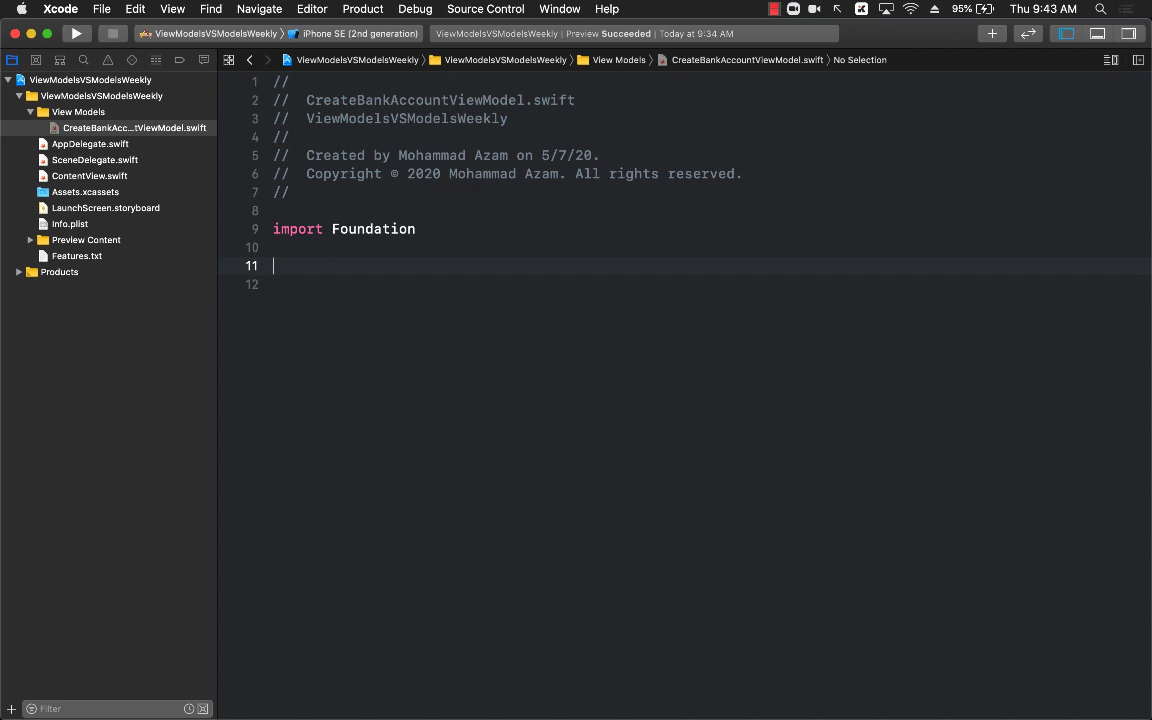 Xcode File Edit View Find Navigate Editor Product Debug Source Control Window Help 95% Thu 9:43 AM
ViewModelsVSModelsWeekly iPhone SE (2nd generation) ViewModelsVSModelsWeekly | Preview Succeeded | Today at 9:34 AM
ViewModelsVSModelsWeekly ViewModelsVSModelsWeekly View Models CreateBankAccountViewModel.swift No Selection
ViewModelsVSModelsWeekly
ViewModelsVSModelsWeekly
View Models
CreateBankAcc...tViewModel.swift
AppDelegate.swift
SceneDelegate.swift
ContentView.swift
Assets.xcassets
LaunchScreen.storyboard
Info.plist
Preview Content
Features.txt
Products
1 //
2 // CreateBankAccountViewModel.swift
3 // ViewModelsVSModelsWeekly
4 //
5 // Created by Mohammad Azam on 5/7/20.
6 // Copyright © 2020 Mohammad Azam. All rights reserved.
7 //
8
9 import Foundation
10
11
12
Filter